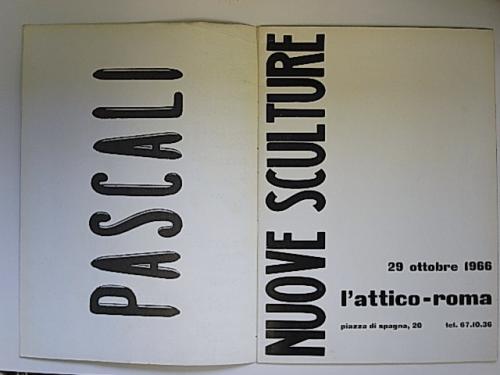 PASCALI
NUOVE SCULTURE
29 ottobre 1966
l'attico-roma
piazza di spagna, 20 tel. 67.10.36